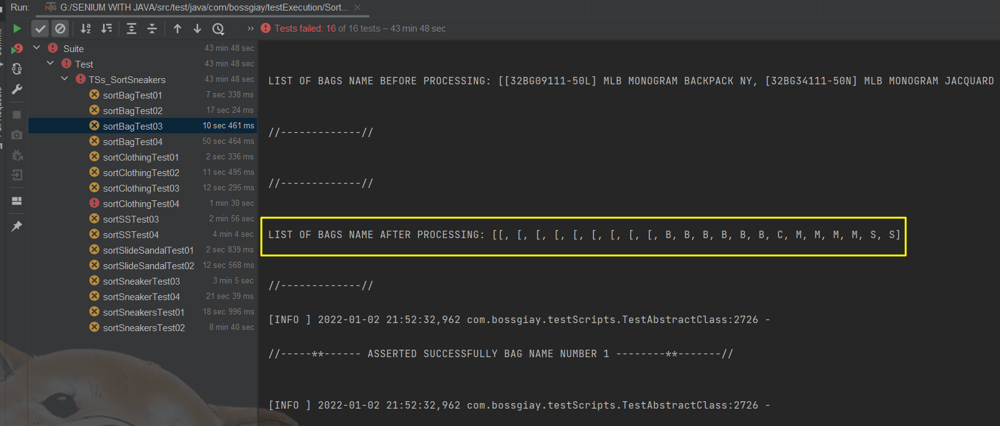 Run:
G:/SENIUM WITH JAVA/src/test/java/com/bossgiay/testExecution/Sort...
Tests failed: 16 of 16 tests – 43 min 48 sec
Suite 43 min 48 sec
Test 43 min 48 sec
TSs_SortSneakers 43 min 48 sec
sortBagTest01 7 sec 338 ms
sortBagTest02 17 sec 24 ms
sortBagTest03 10 sec 461 ms
sortBagTest04 50 sec 464 ms
sortClothingTest01 2 sec 336 ms
sortClothingTest02 11 sec 495 ms
sortClothingTest03 12 sec 295 ms
sortClothingTest04 1 min 30 sec
sortSSTest03 2 min 56 sec
sortSSTest04 4 min 4 sec
sortSlideSandalTest01 2 sec 839 ms
sortSlideSandalTest02 12 sec 568 ms
sortSneakerTest03 3 min 5 sec
sortSneakerTest04 21 sec 39 ms
sortSneakersTest01 18 sec 996 ms
sortSneakersTest02 8 min 40 sec
LIST OF BAGS NAME BEFORE PROCESSING: [[32BG09111-50L] MLB MONOGRAM BACKPACK NY, [32BG34111-50N] MLB MONOGRAM JACQUARD
//-------------//
//-------------//
LIST OF BAGS NAME AFTER PROCESSING: [[, [, [, [, [, [, [, [, [, B, B, B, B, B, B, C, M, M, M, M, S, S]
//-------------//
[INFO ] 2022-01-02 21:52:32,962 com.bossgiay.testScripts.TestAbstractClass:2726 -
//-----**------ ASSERTED SUCCESSFULLY BAG NAME NUMBER 1 --------**-------//
[INFO ] 2022-01-02 21:52:32,962 com.bossgiay.testScripts.TestAbstractClass:2726 -